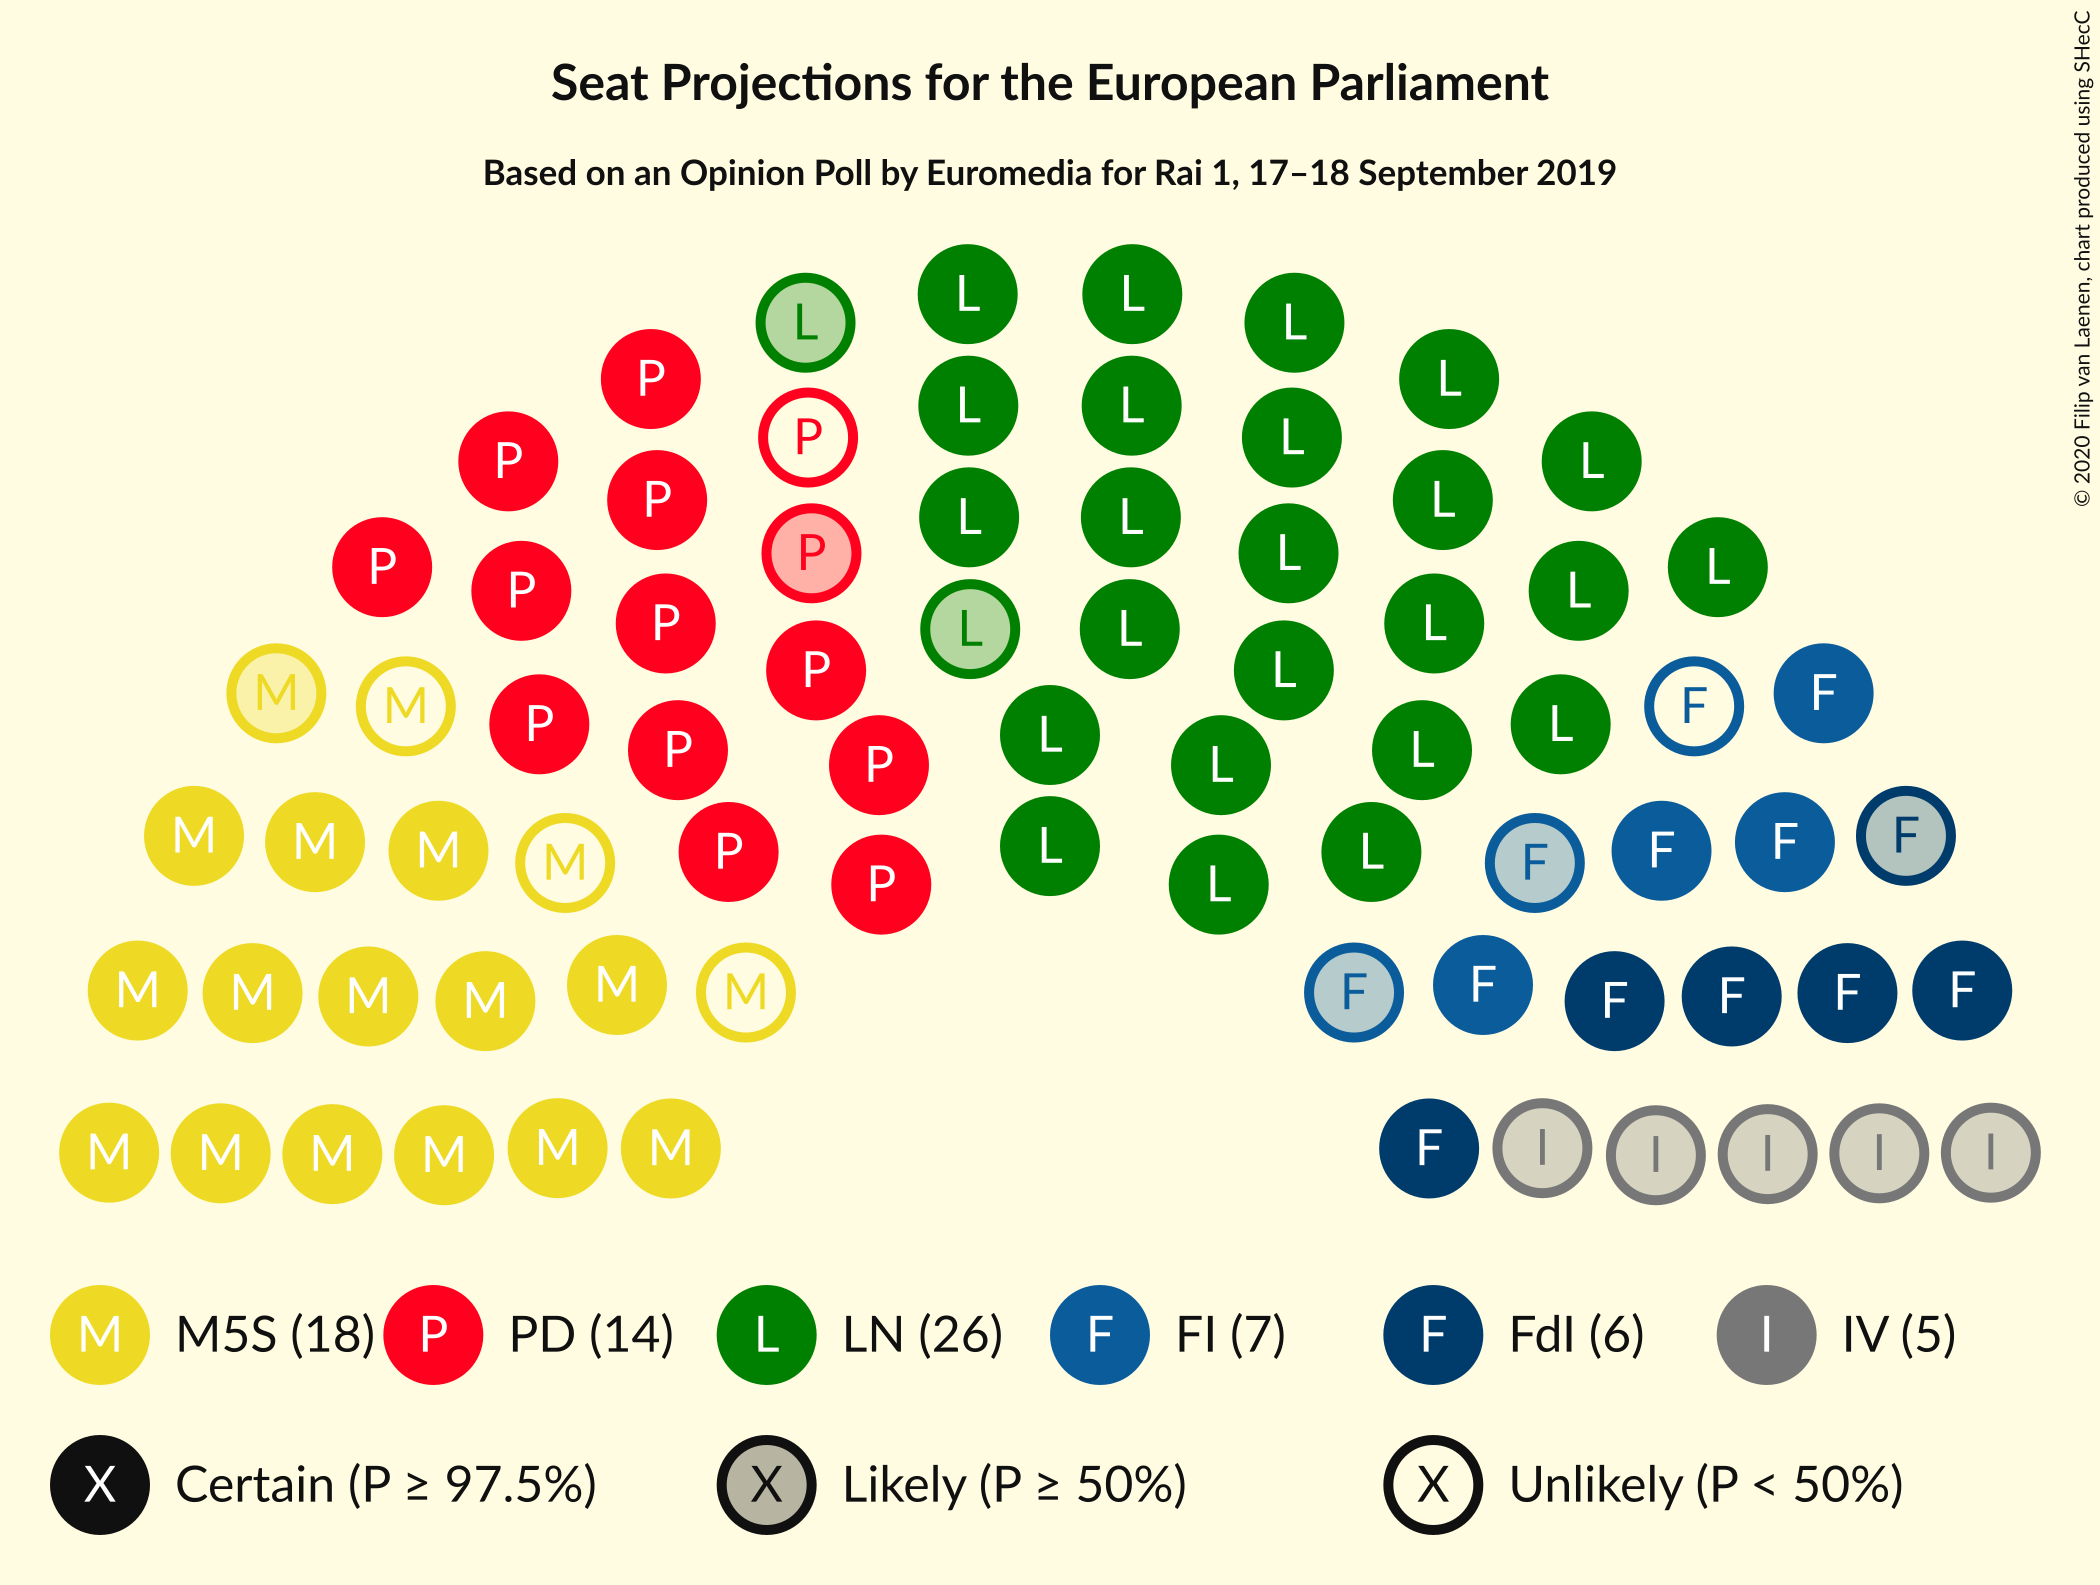 Seat Projections for the European Parliament
Based on an Opinion Poll by Euromedia for Rai 1, 17–18 September 2019
© 2020 Filip van Laenen, chart produced using SHecC
L L L L
P L
P P L L L
P L
P L L L
P P L L
P P L L
P L L L
M M P F F
P L
P P L
L L
M M M M P L F F F F
P L
M M M M M M F F F F F F
M M M M M M F I I I I I
M M5S (18) P PD (14) L LN (26) F FI (7) F FdI (6) I IV (5)
X Certain (P ≥ 97.5%) X Likely (P ≥ 50%) X Unlikely (P < 50%)